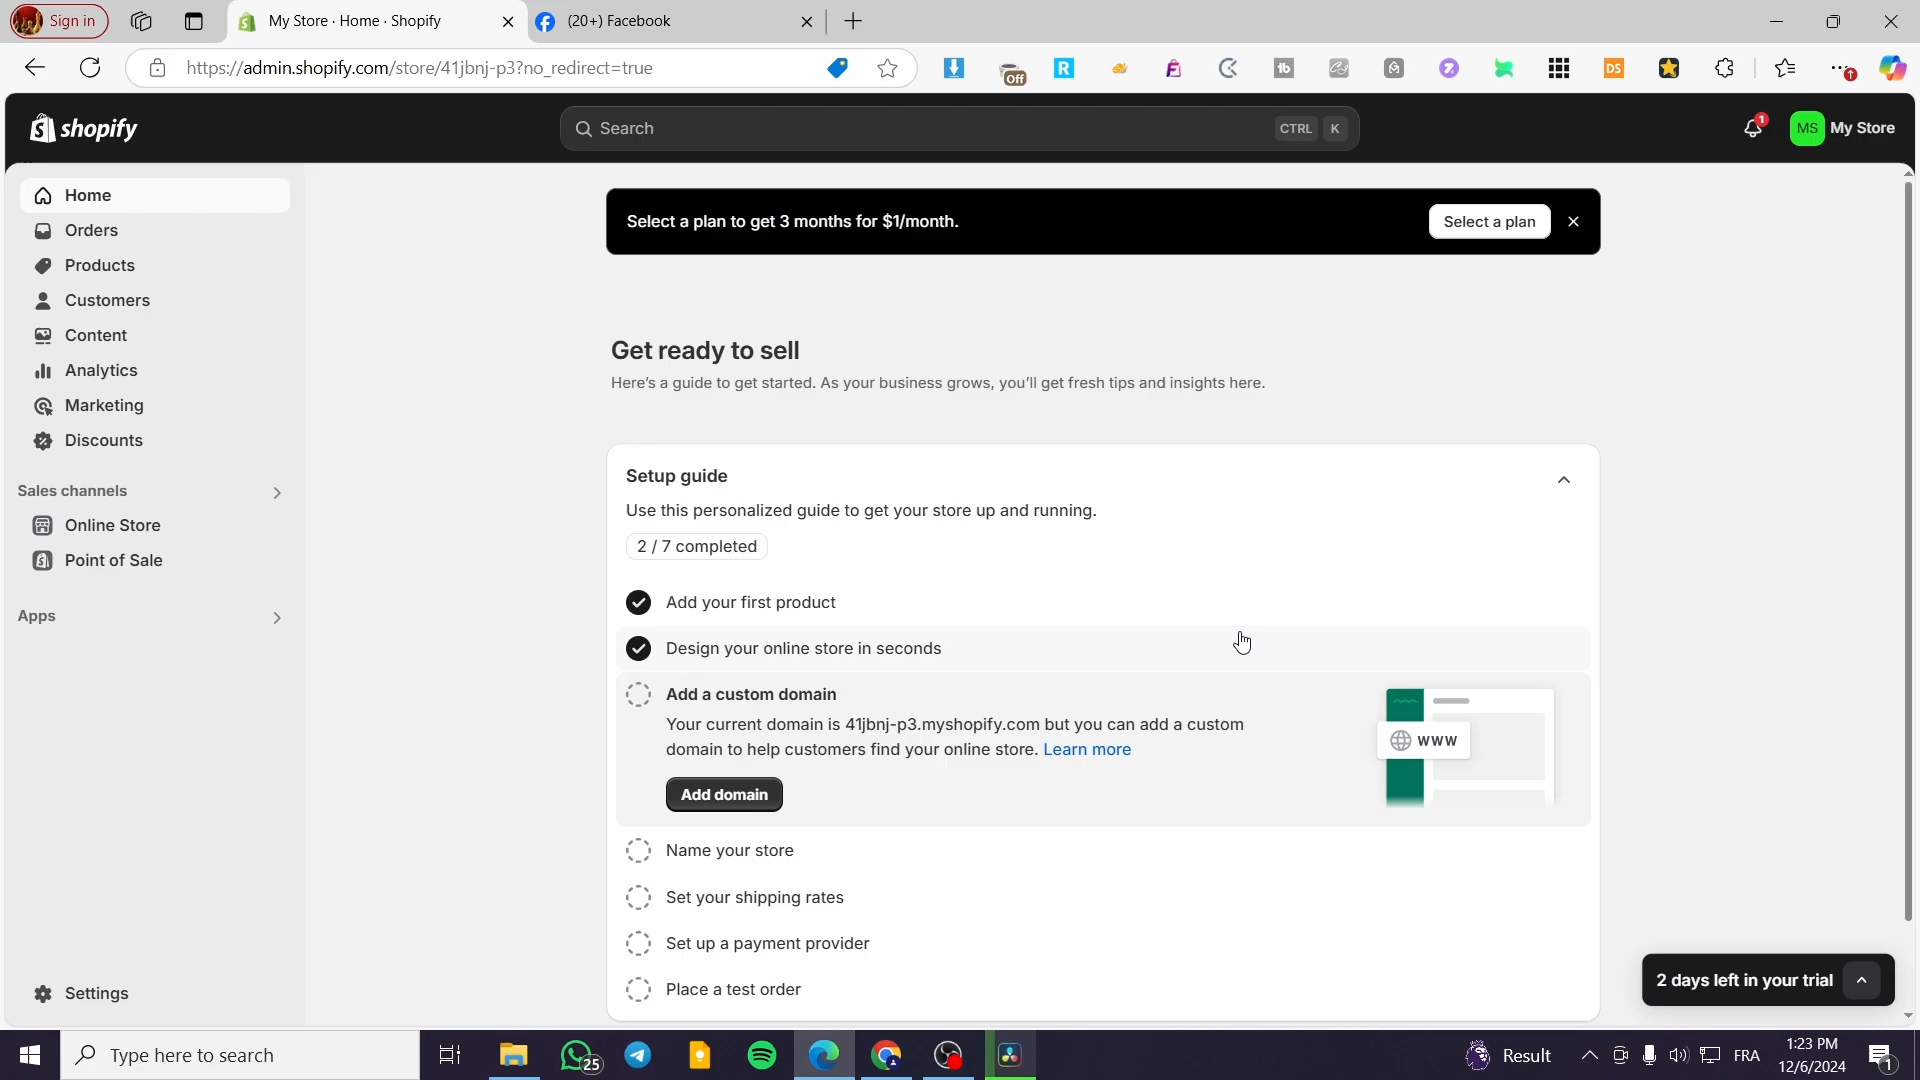 Sign in
My Store · Home · Shopify
(20+) Facebook
https://admin.shopify.com/store/41jbnj-p3?no_redirect=true
Off
R
tb
DS
shopify
Search
CTRL K
1
MS My Store
Home
Orders
Products
Customers
Content
Analytics
Marketing
Discounts
Sales channels
Online Store
Point of Sale
Apps
Settings
Select a plan to get 3 months for $1/month.
Select a plan
Get ready to sell
Here's a guide to get started. As your business grows, you'll get fresh tips and insights here.
Setup guide
Use this personalized guide to get your store up and running.
2 / 7 completed
Add your first product
Design your online store in seconds
Add a custom domain
Your current domain is 41jbnj-p3.myshopify.com but you can add a custom
domain to help customers find your online store. Learn more
Add domain
WWW
Name your store
Set your shipping rates
Set up a payment provider
Place a test order
2 days left in your trial
Type here to search
25
Result
FRA
1:23 PM
12/6/2024
1